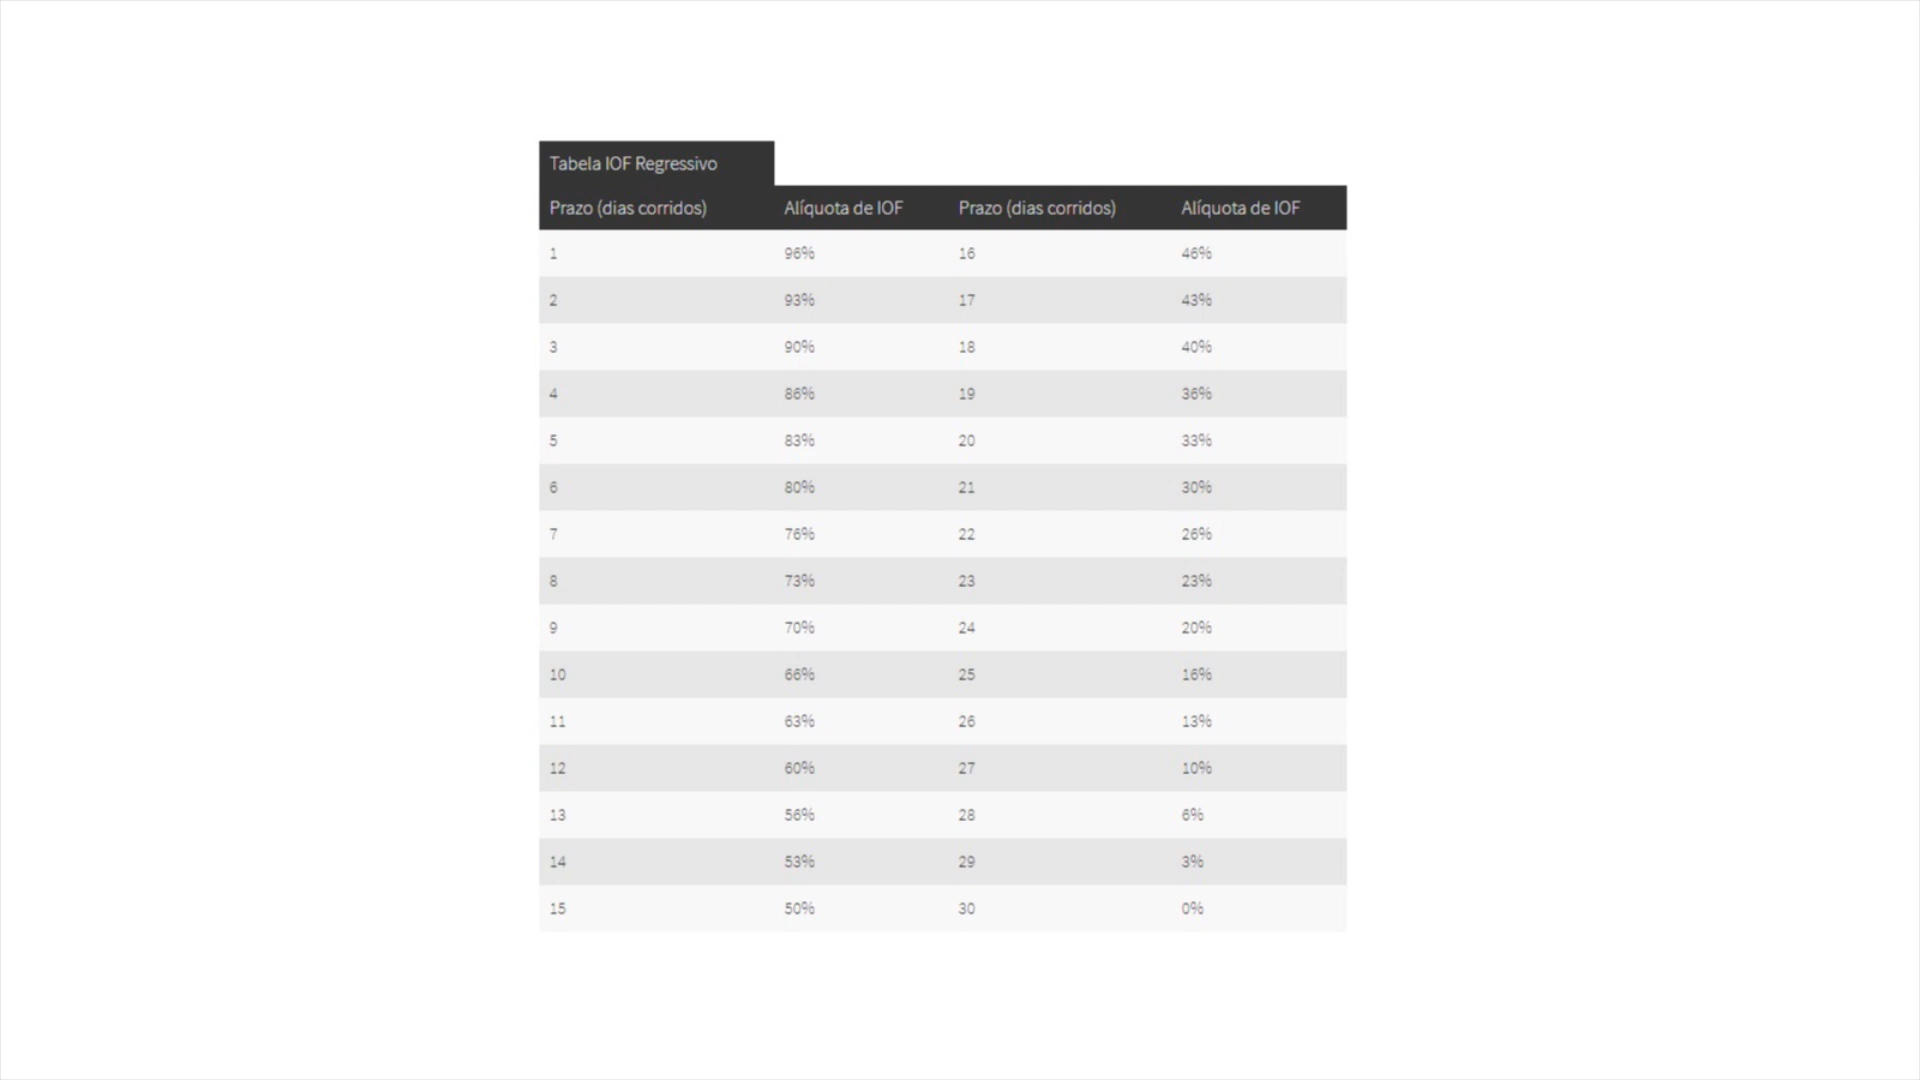 Tabela IOF Regressivo
Prazo (dias corridos) Alíquota de IOF Prazo (dias corridos) Alíquota de IOF
1 96% 16 46%
2 93% 17 43%
3 90% 18 40%
4 86% 19 36%
5 83% 20 33%
6 80% 21 30%
7 76% 22 26%
8 73% 23 23%
9 70% 24 20%
10 66% 25 16%
11 63% 26 13%
12 60% 27 10%
13 56% 28 6%
14 53% 29 3%
15 50% 30 0%